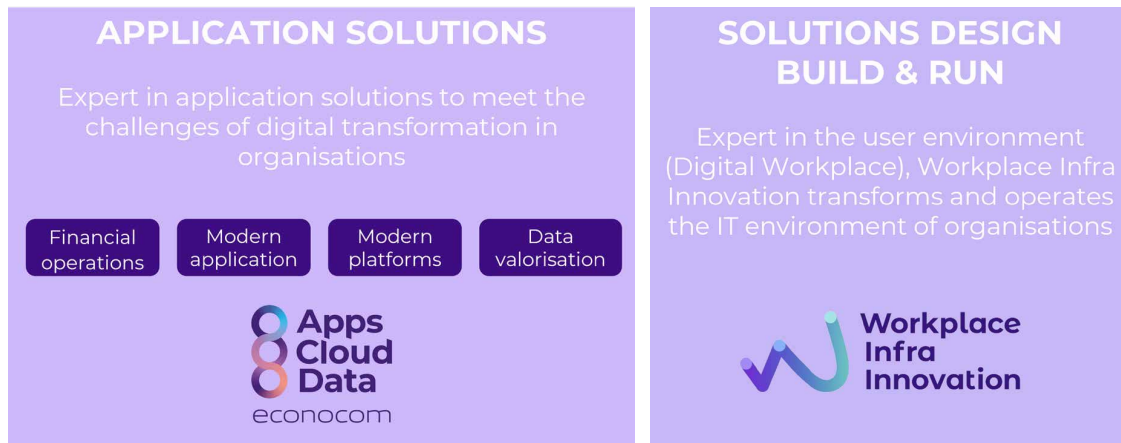 APPLICATION SOLUTIONS
Expert in application solutions to meet the
challenges of digital transformation in
organisations
Financial
operations
Modern
application
Modern
platforms
Data
valorisation
Apps
Cloud
Data
econocom
SOLUTIONS DESIGN
BUILD & RUN
Expert in the user environment
(Digital Workplace), Workplace Infra
Innovation transforms and operates
the IT environment of organisations
Workplace
Infra
Innovation